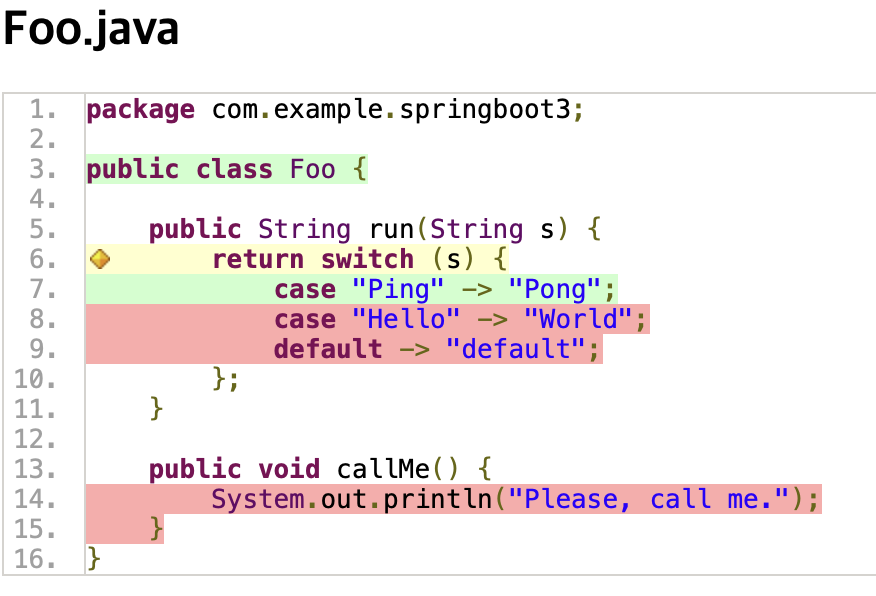 Foo.java
1. package com.example.springboot3;
2.
3. public class Foo {
4.
5.     public String run(String s) {
6.         return switch (s) {
7.             case "Ping" -> "Pong";
8.             case "Hello" -> "World";
9.             default -> "default";
10.         };
11.     }
12.
13.     public void callMe() {
14.         System.out.println("Please, call me.");
15.     }
16. }